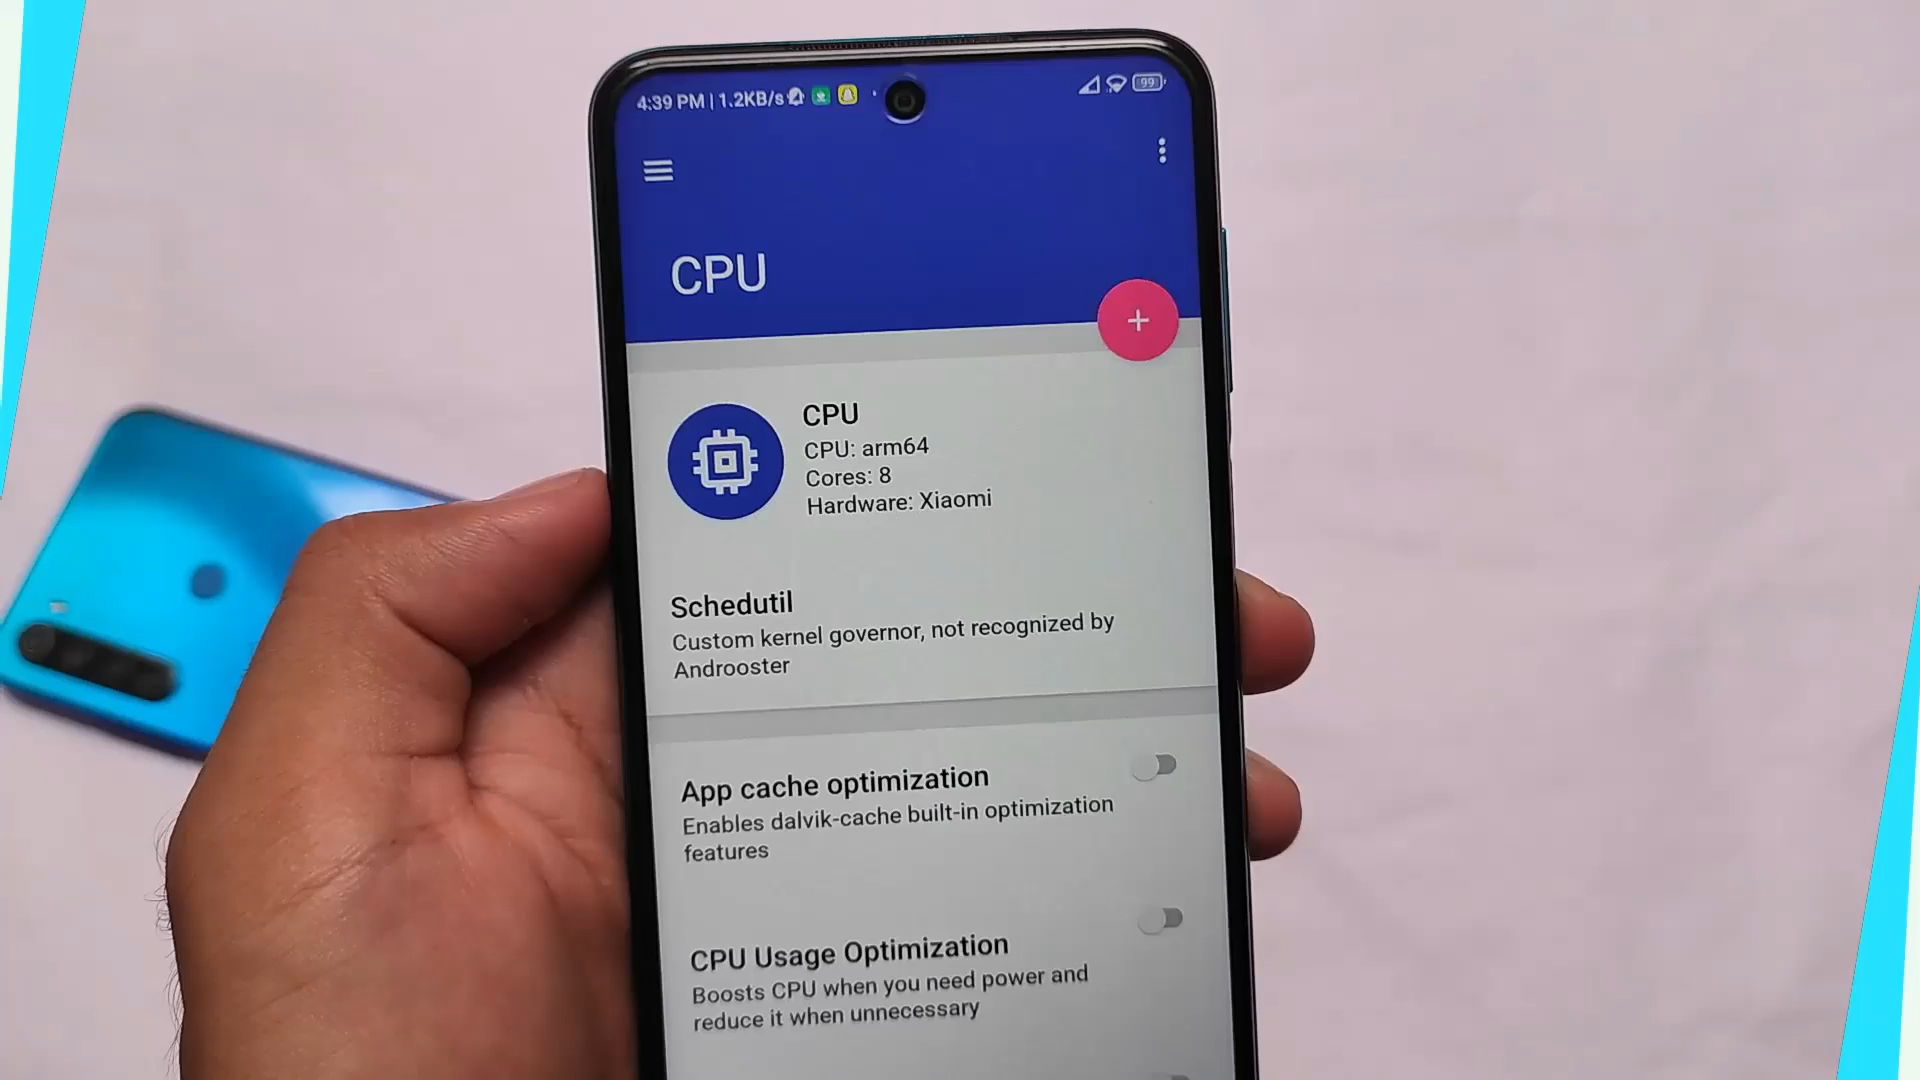 4:39 PM | 1.2KB/s
99
CPU
+
CPU
CPU: arm64
Cores: 8
Hardware: Xiaomi
Schedutil
Custom kernel governor, not recognized by
Androoster
App cache optimization
Enables dalvik-cache built-in optimization
features
CPU Usage Optimization
Boosts CPU when you need power and
reduce it when unnecessary